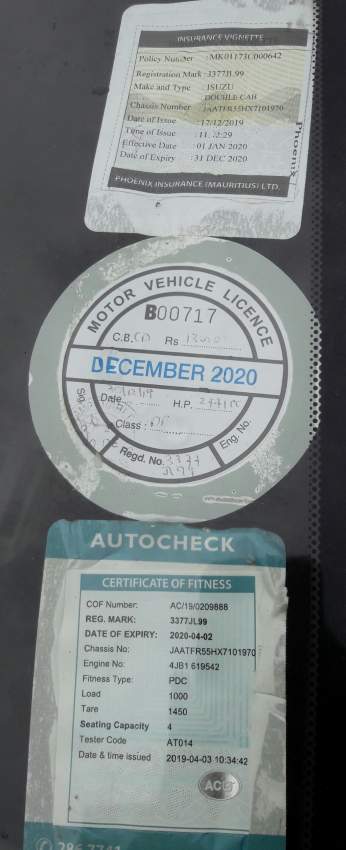 INSURANCE VIGNETTE
Policy Number : MK01173C000642
Registration Mark : 3377JL99
Make and Type : ISUZU
DOUBLE CAB
Chassis Number JAATFR55HX7101970
Date of Issue : 17/12/2019
Time of Issue
Effective Date : 01 JAN 2020
Date of Expiry : 31 DEC 2020
Phoenix
PHOENIX INSURANCE (MAURITIUS) LTD.
MOTOR VEHICLE LICENCE
B00717
C.B. Rs
DECEMBER 2020
Date
H.P.
Class :
Sig.
Eng. No.
Regd. No. 3377
JL 99
AUTOCHECK
CERTIFICATE OF FITNESS
COF Number: AC/19/0209888
REG. MARK: 3377JL99
DATE OF EXPIRY: 2020-04-02
Chassis No: JAATFR55HX7101970
Engine No: 4JB1 619542
Fitness Type: PDC
Load 1000
Tare 1450
Seating Capacity 4
Tester Code AT014
Date & time issued 2019-04-03 10:34:42